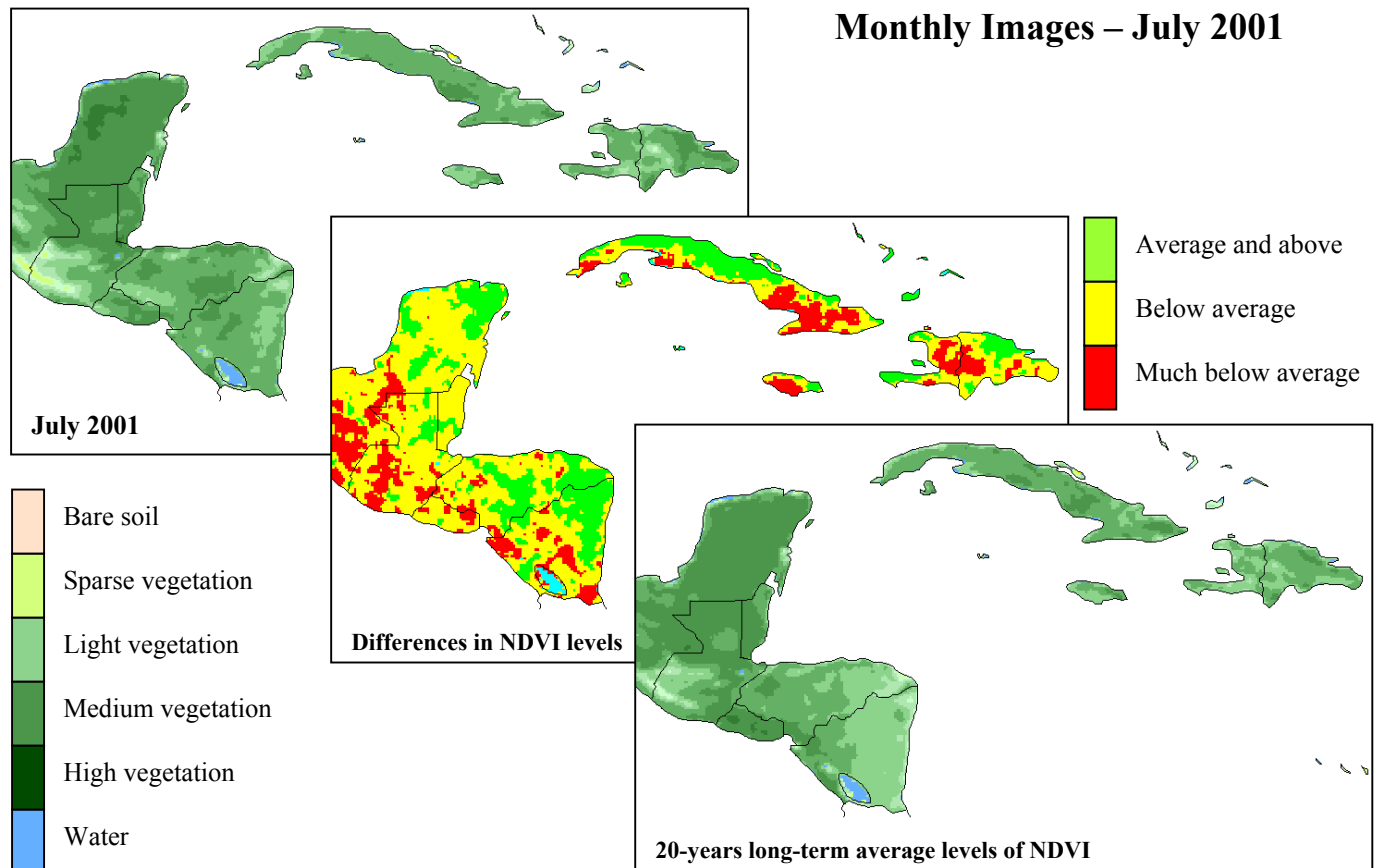 Monthly Images – July 2001
July 2001
Average and above
Below average
Much below average
Differences in NDVI levels
Bare soil
Sparse vegetation
Light vegetation
Medium vegetation
High vegetation
Water
20-years long-term average levels of NDVI